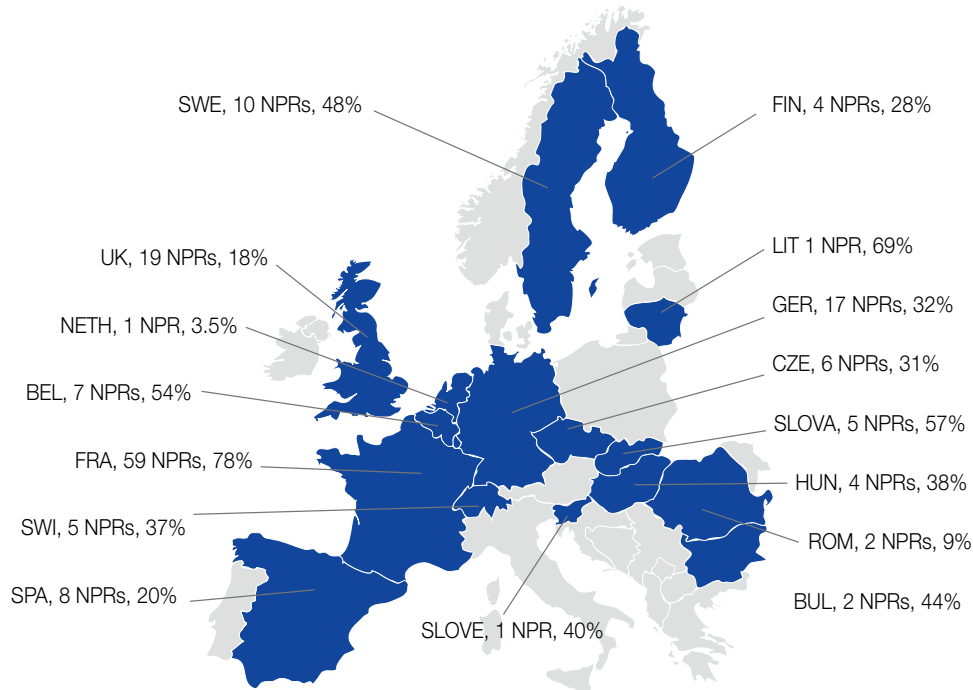 SWE, 10 NPRs, 48%
FIN, 4 NPRs, 28%
UK, 19 NPRs, 18%
LIT 1 NPR, 69%
GER, 17 NPRs, 32%
NETH, 1 NPR, 3.5%
CZE, 6 NPRs, 31%
BEL, 7 NPRs, 54%
SLOVA, 5 NPRs, 57%
FRA, 59 NPRs, 78%
HUN, 4 NPRs, 38%
SWI, 5 NPRs, 37%
ROM, 2 NPRs, 9%
SPA, 8 NPRs, 20%
BUL, 2 NPRs, 44%
SLOVE, 1 NPR, 40%